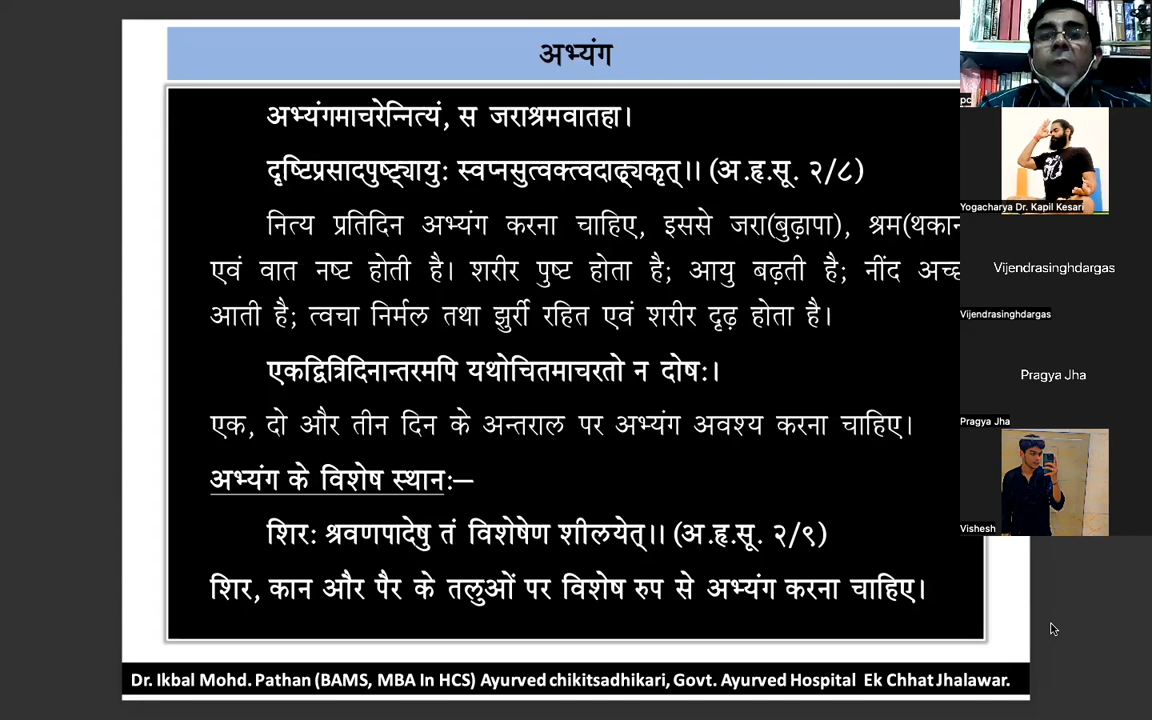 अभ्यंग
अभ्यंगमाचरेन्नित्यं, स जराश्रमवातहा।
दृष्टिप्रसादपुष्ट्यायुः स्वप्नसुत्वक्त्वदाढ्यकृत्।। (अ.हृ.सू. २/८)
नित्य प्रतिदिन अभ्यंग करना चाहिए, इससे जरा(बुढ़ापा), श्रम(थकान
एवं वात नष्ट होती है। शरीर पुष्ट होता है; आयु बढ़ती है; नींद
आती है; त्वचा निर्मल तथा झुर्री रहित एवं शरीर दृढ़ होता है।
एकद्वित्रिदिनान्तरमपि यथोचितमाचरतो न दोषः।
एक, दो और तीन दिन के अन्तराल पर अभ्यंग अवश्य करना चाहिए।
अभ्यंग के विशेष स्थानः–
शिरः श्रवणपादेषु तं विशेषेण शीलयेत्।। (अ.हृ.सू. २/९)
शिर, कान और पैर के तलुओं पर विशेष रुप से अभ्यंग करना चाहिए।
Dr. Ikbal Mohd. Pathan (BAMS, MBA In HCS) Ayurved chikitsadhikari, Govt. Ayurved Hospital Ek Chhat Jhalawar.
pc
Yogacharya Dr. Kapil Kesari
Vijendrasinghdargas
Vijendrasinghdargas
Pragya Jha
Pragya Jha
Vishesh